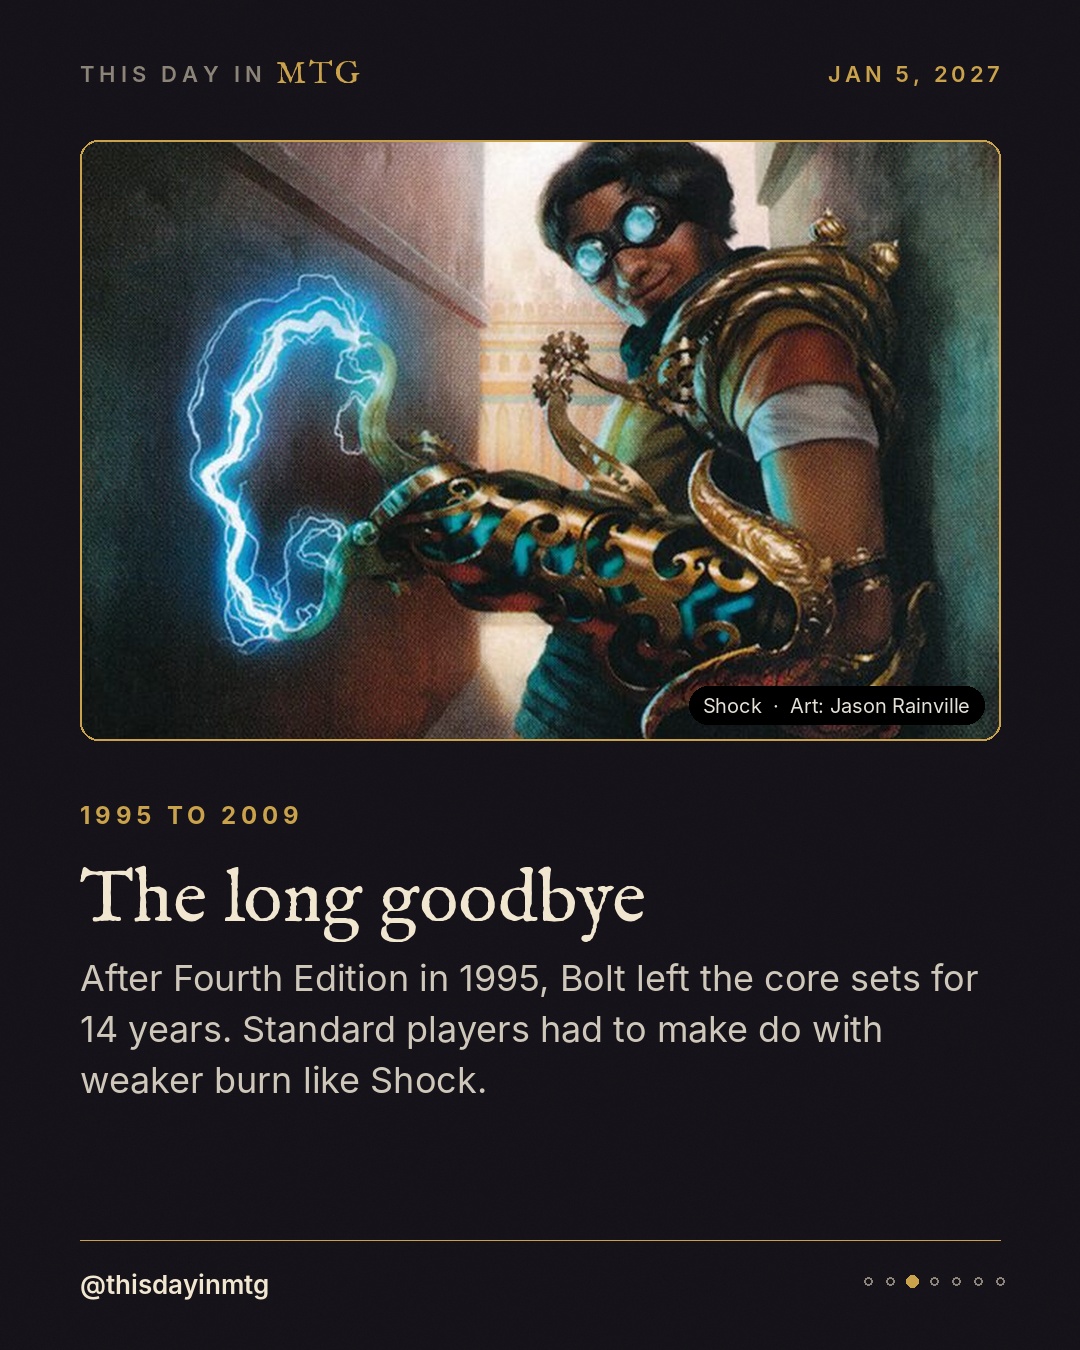 THIS DAY IN MTG
JAN 5, 2027
Shock · Art: Jason Rainville
1995 TO 2009
The long goodbye
After Fourth Edition in 1995, Bolt left the core sets for
14 years. Standard players had to make do with
weaker burn like Shock.
@thisdayinmtg